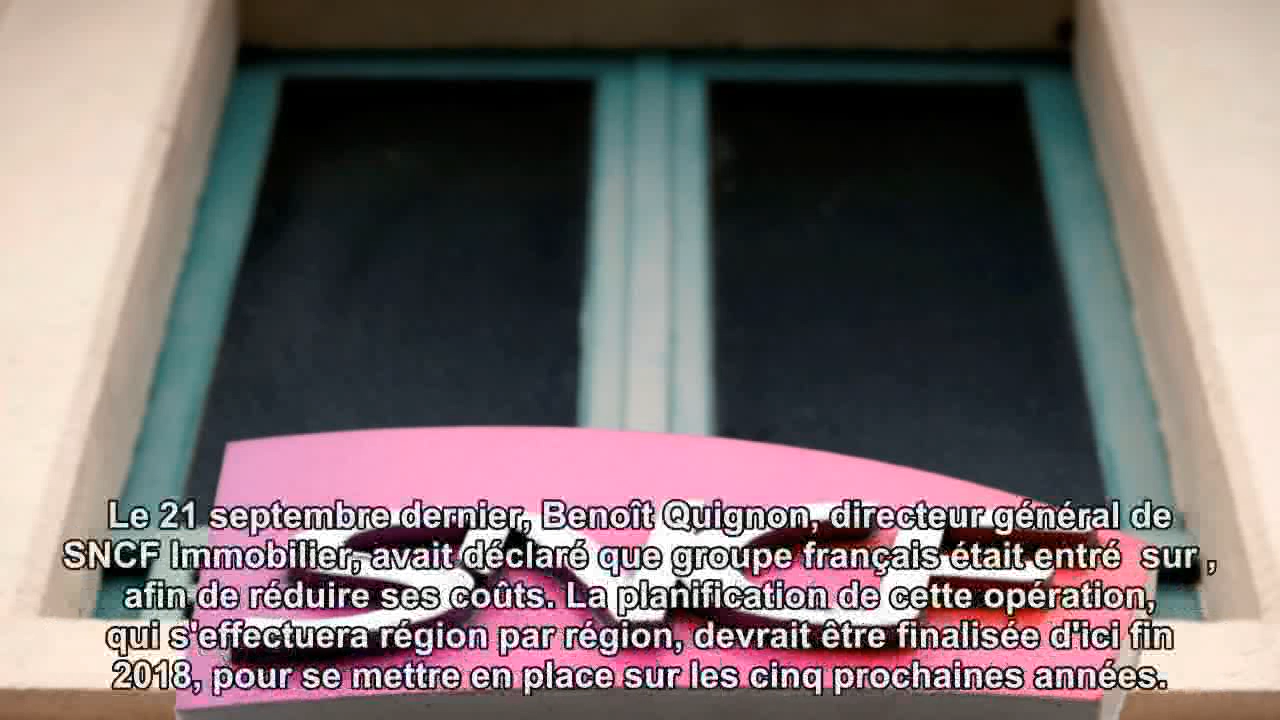 Le 21 septembre dernier, Benoît Quignon, directeur général de
SNCF Immobilier, avait déclaré que groupe français était entré  sur ,
afin de réduire ses coûts. La planification de cette opération,
qui s'effectuera région par région, devrait être finalisée d'ici fin
2018, pour se mettre en place sur les cinq prochaines années.
SNCF